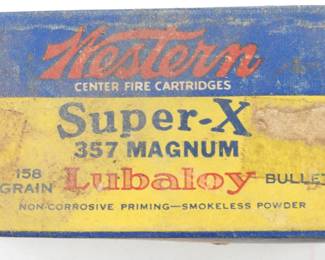 Western
CENTER FIRE CARTRIDGES
Super-X
357 MAGNUM
158 GRAIN Lubaloy BULLET
NON-CORROSIVE PRIMING—SMOKELESS POWDER